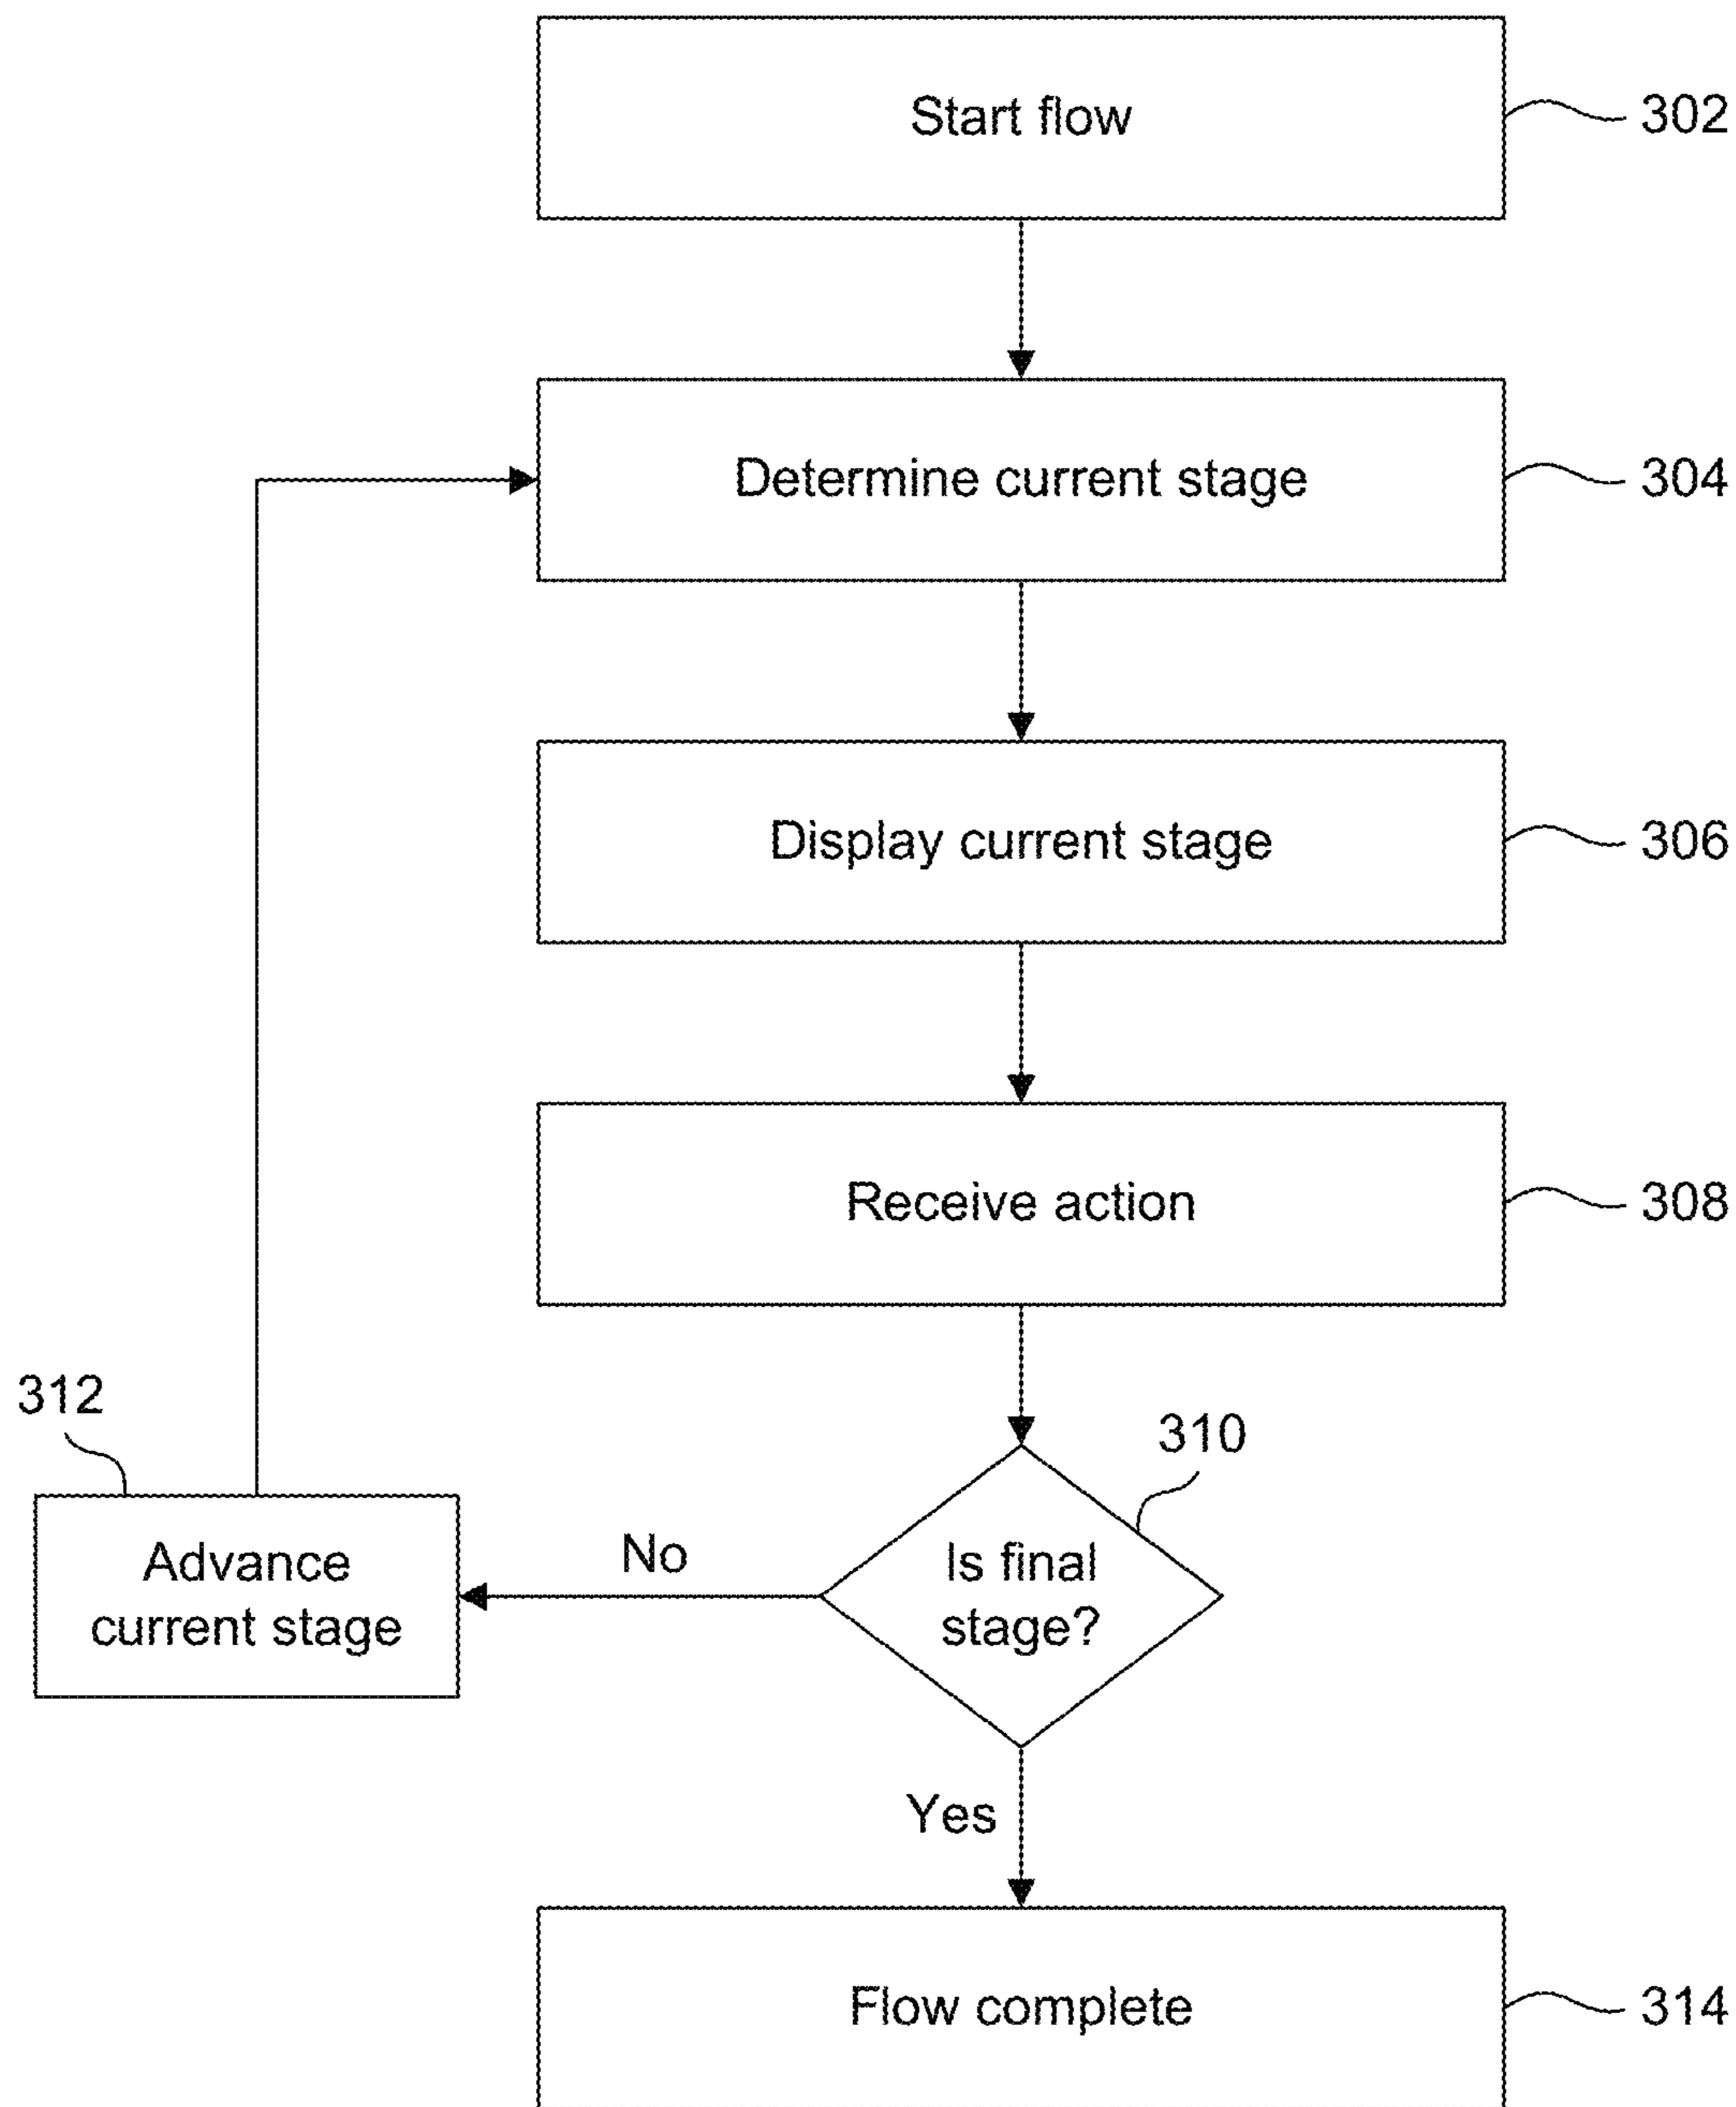 Start flow
302
Determine current stage
304
Display current stage
306
Receive action
308
312
310
Advance
current stage
No
Is final
stage?
Yes
Flow complete
314